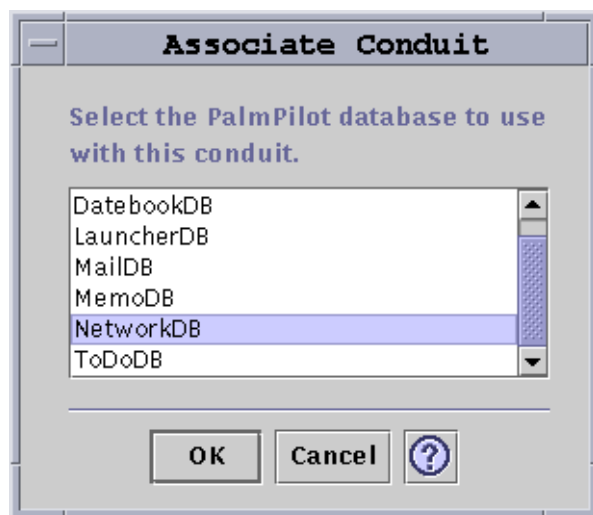 Associate Conduit
Select the PalmPilot database to use
with this conduit.
DatebookDB
LauncherDB
MailDB
MemoDB
NetworkDB
ToDoDB
OK Cancel ?